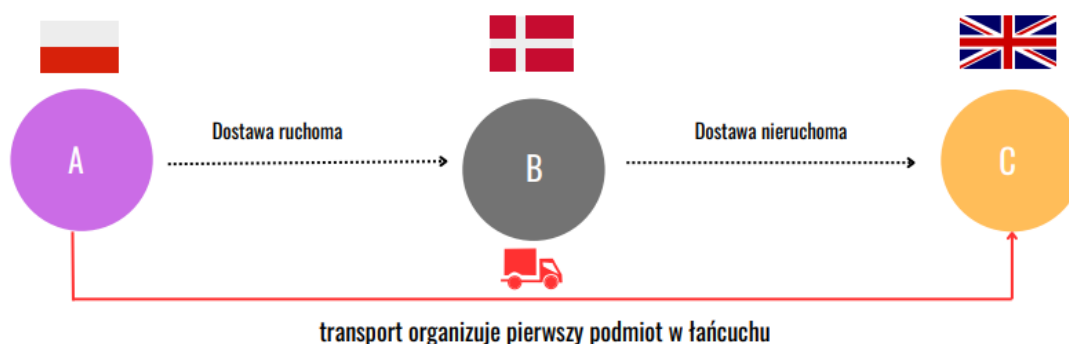 Dostawa ruchoma
Dostawa nieruchoma
A
B
C
transport organizuje pierwszy podmiot w łańcuchu